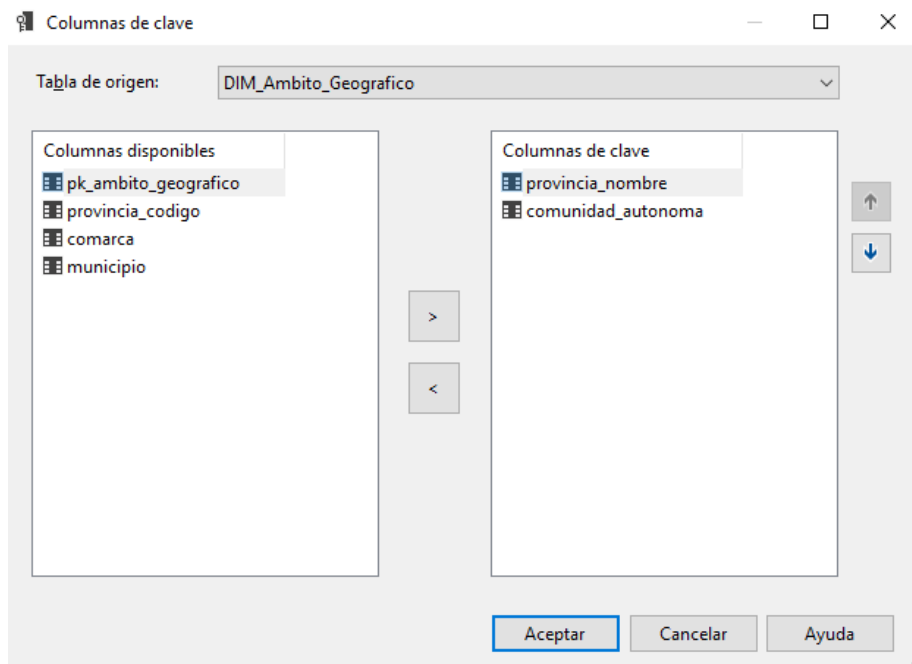 Columnas de clave
Tabla de origen: DIM_Ambito_Geografico
Columnas disponibles
pk_ambito_geografico
provincia_codigo
comarca
municipio
>
<
Columnas de clave
provincia_nombre
comunidad_autonoma
Aceptar Cancelar Ayuda